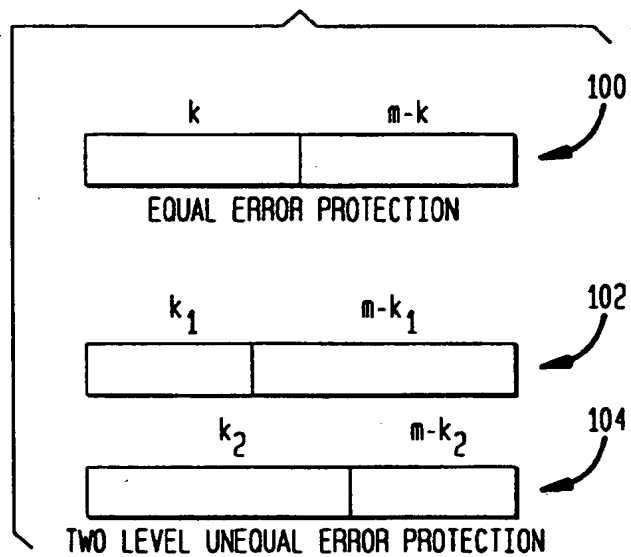 100
k m-k
EQUAL ERROR PROTECTION
102
k₁ m-k₁
104
k₂ m-k₂
TWO LEVEL UNEQUAL ERROR PROTECTION